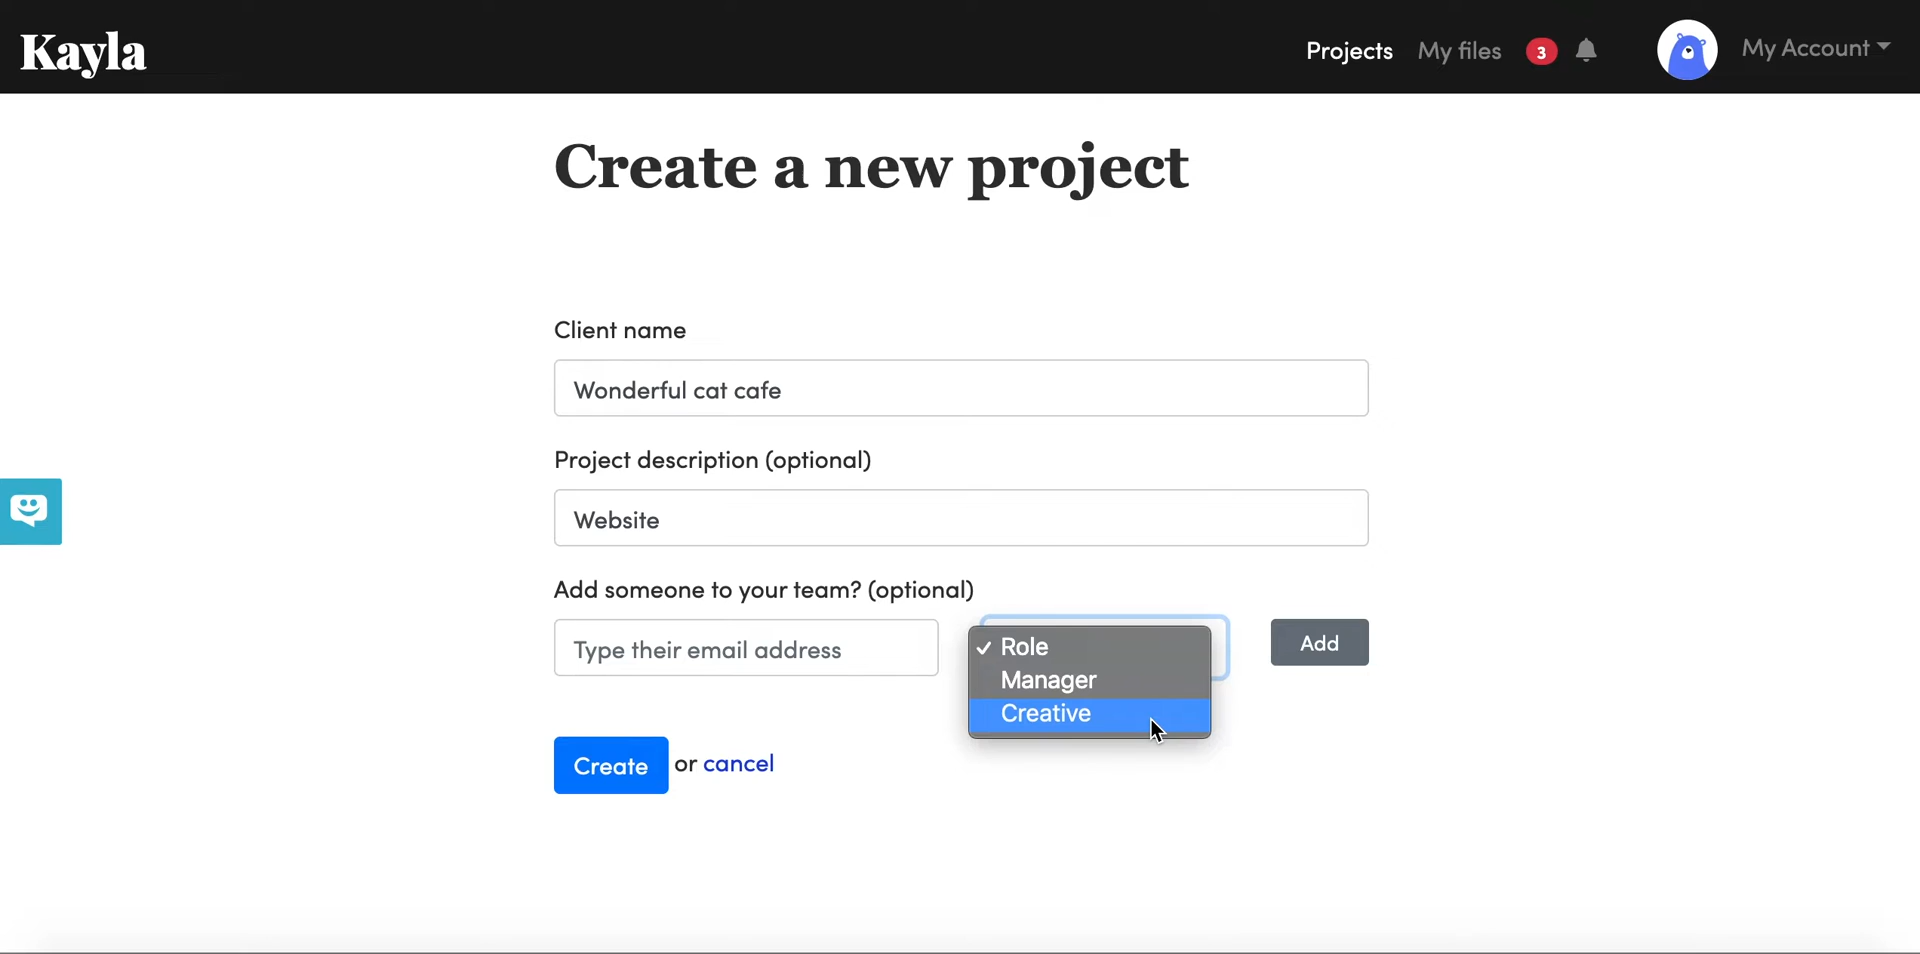 Kayla
Projects My files 3 My Account
Create a new project
Client name
Wonderful cat cafe
Project description (optional)
Website
Add someone to your team? (optional)
Type their email address
✓ Role
Manager
Creative
Add
Create or cancel